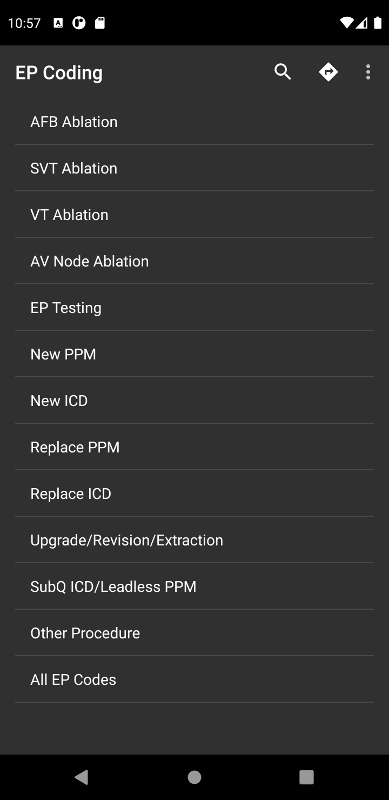 10:57
EP Coding
AFB Ablation
SVT Ablation
VT Ablation
AV Node Ablation
EP Testing
New PPM
New ICD
Replace PPM
Replace ICD
Upgrade/Revision/Extraction
SubQ ICD/Leadless PPM
Other Procedure
All EP Codes